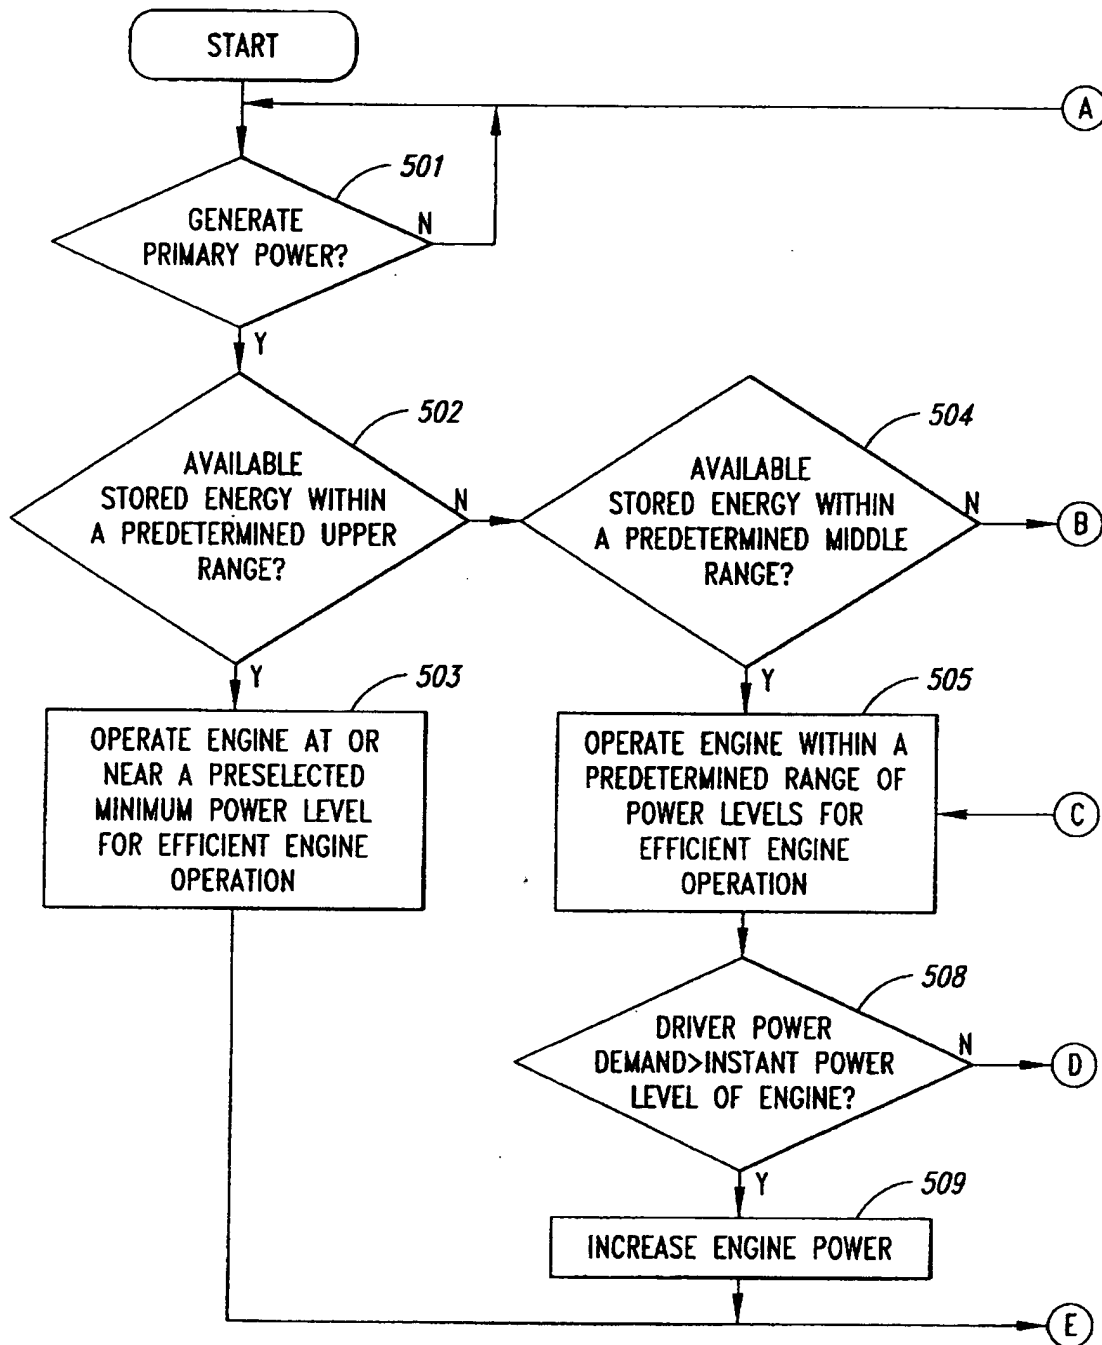 START
A
501
GENERATE
PRIMARY POWER?
N
Y
502
AVAILABLE
STORED ENERGY WITHIN
A PREDETERMINED UPPER
RANGE?
N
Y
504
AVAILABLE
STORED ENERGY WITHIN
A PREDETERMINED MIDDLE
RANGE?
N
B
Y
503
OPERATE ENGINE AT OR
NEAR A PRESELECTED
MINIMUM POWER LEVEL
FOR EFFICIENT ENGINE
OPERATION
505
OPERATE ENGINE WITHIN A
PREDETERMINED RANGE OF
POWER LEVELS FOR
EFFICIENT ENGINE
OPERATION
C
508
DRIVER POWER
DEMAND>INSTANT POWER
LEVEL OF ENGINE?
N
D
Y
509
INCREASE ENGINE POWER
E